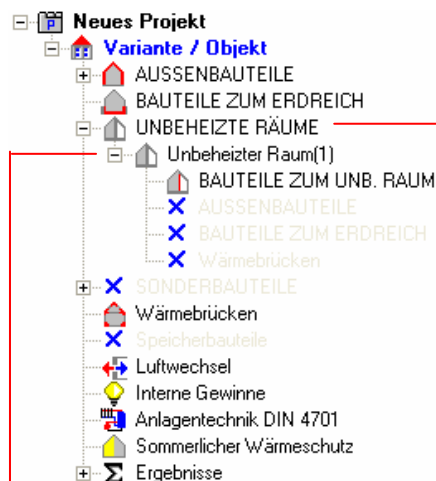 Neues Projekt
Variante / Objekt
AUSSENBAUTEILE
BAUTEILE ZUM ERDREICH
UNBEHEIZTE RÄUME
Unbeheizter Raum(1)
BAUTEILE ZUM UNB. RAUM
AUSSENBAUTEILE
BAUTEILE ZUM ERDREICH
Wärmebrücken
SONDERBAUTEILE
Wärmebrücken
Speicherbauteile
Luftwechsel
Interne Gewinne
Anlagentechnik DIN 4701
Sommerlicher Wärmeschutz
Ergebnisse